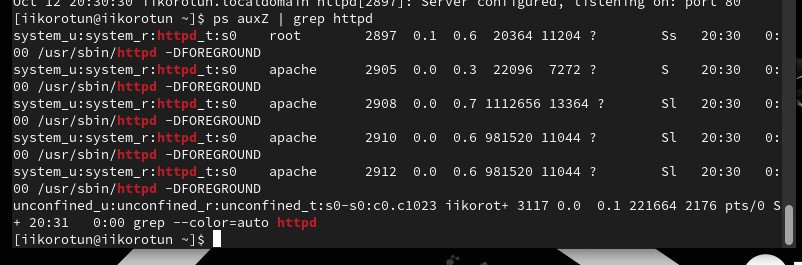 Oct 12 20:30:30 iikorotun.localdomain httpd[2897]: Server configured, listening on: port 80
[iikorotun@iikorotun ~]$ ps auxZ | grep httpd
system_u:system_r:httpd_t:s0    root        2897  0.1  0.6  20364 11204 ?        Ss   20:30   0:
00 /usr/sbin/httpd -DFOREGROUND
system_u:system_r:httpd_t:s0    apache      2905  0.0  0.3  22096  7272 ?        S    20:30   0:
00 /usr/sbin/httpd -DFOREGROUND
system_u:system_r:httpd_t:s0    apache      2908  0.0  0.7 1112656 13364 ?       Sl   20:30   0:
00 /usr/sbin/httpd -DFOREGROUND
system_u:system_r:httpd_t:s0    apache      2910  0.0  0.6 981520 11044 ?        Sl   20:30   0:
00 /usr/sbin/httpd -DFOREGROUND
system_u:system_r:httpd_t:s0    apache      2912  0.0  0.6 981520 11044 ?        Sl   20:30   0:
00 /usr/sbin/httpd -DFOREGROUND
unconfined_u:unconfined_r:unconfined_t:s0-s0:c0.c1023 iikorot+ 3117 0.0  0.1 221664 2176 pts/0 S
+ 20:31   0:00 grep --color=auto httpd
[iikorotun@iikorotun ~]$